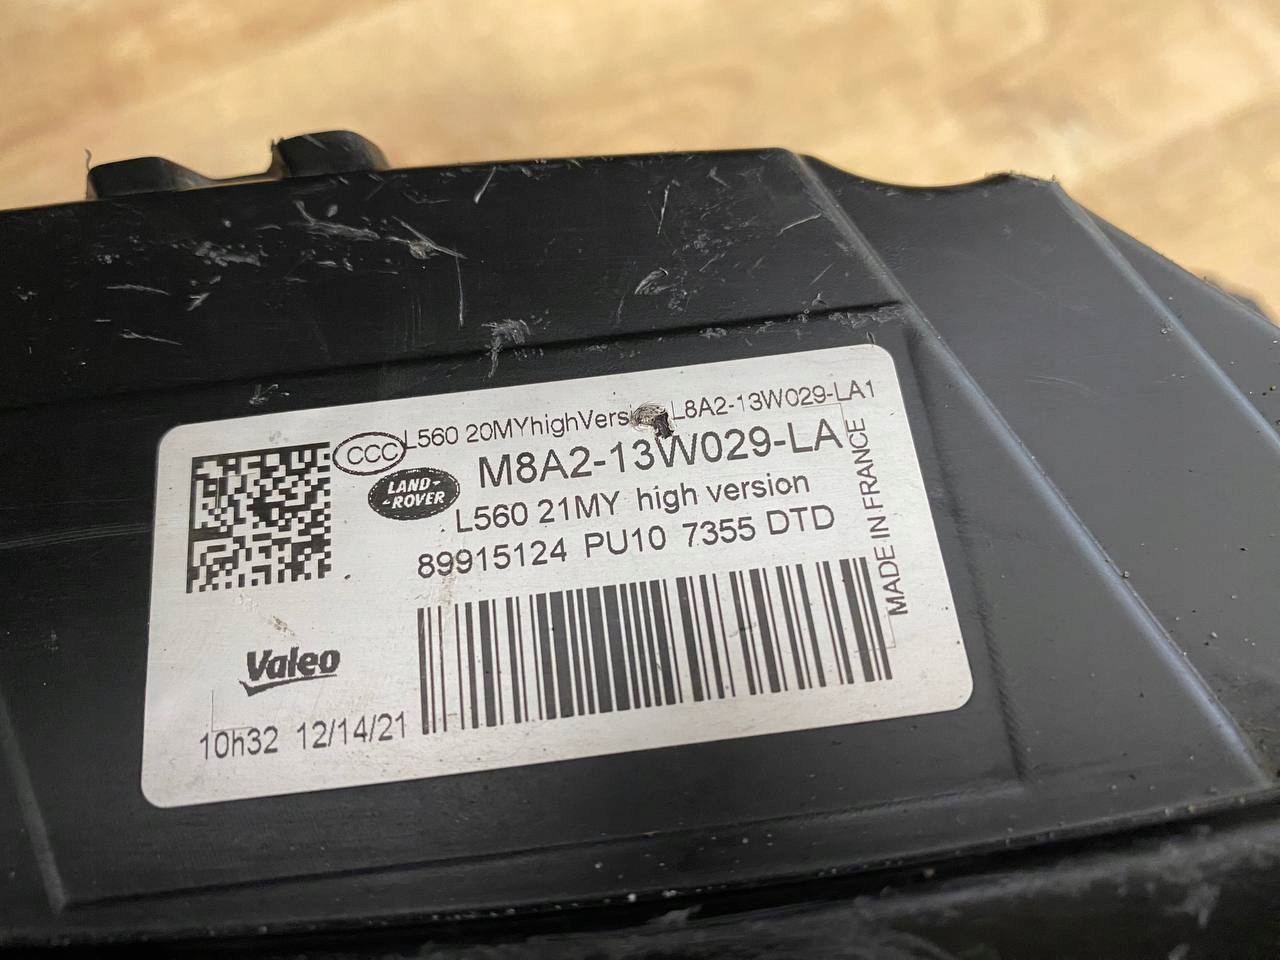 L560 20MYhighVers L8A2-13W029-LA1
CCC
LAND-
-ROVER
M8A2-13W029-LA
L560 21MY high version
89915124 PU10 7355 DTD
MADE IN FRANCE
Valeo
10h32 12/14/21